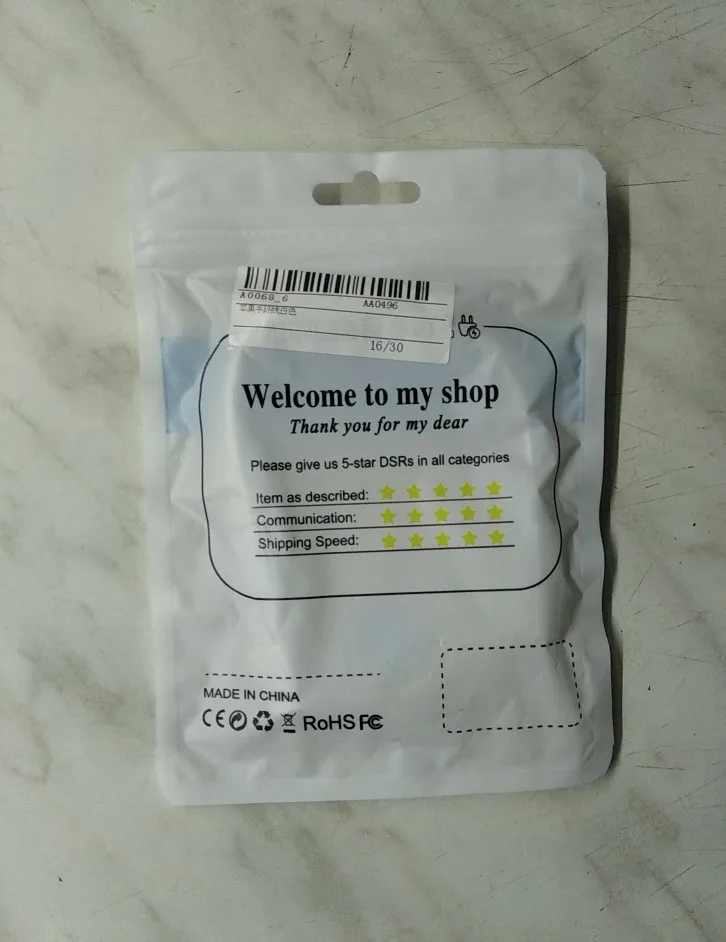 A0068_6 AA0496
16/30
Welcome to my shop
Thank you for my dear
Please give us 5-star DSRs in all categories
Item as described:
Communication:
Shipping Speed:
MADE IN CHINA
CE RoHS FC